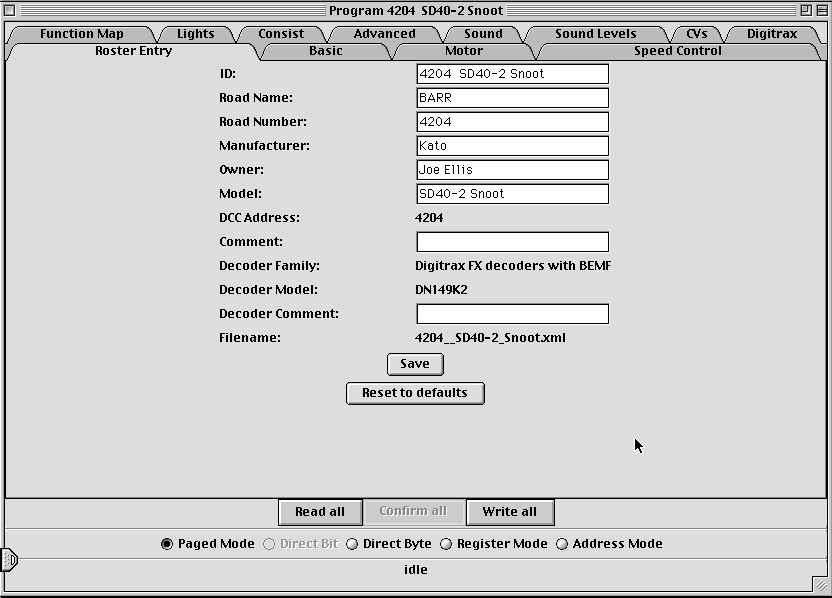 Program 4204 SD40-2 Snoot
Function Map Lights Consist Advanced Sound Sound Levels CVs Digitrax
Roster Entry Basic Motor Speed Control
ID: 4204 SD40-2 Snoot
Road Name: BARR
Road Number: 4204
Manufacturer: Kato
Owner: Joe Ellis
Model: SD40-2 Snoot
DCC Address: 4204
Comment:
Decoder Family: Digitrax FX decoders with BEMF
Decoder Model: DN149K2
Decoder Comment:
Filename: 4204__SD40-2_Snoot.xml
Save
Reset to defaults
Read all Confirm all Write all
Paged Mode Direct Bit Direct Byte Register Mode Address Mode
idle